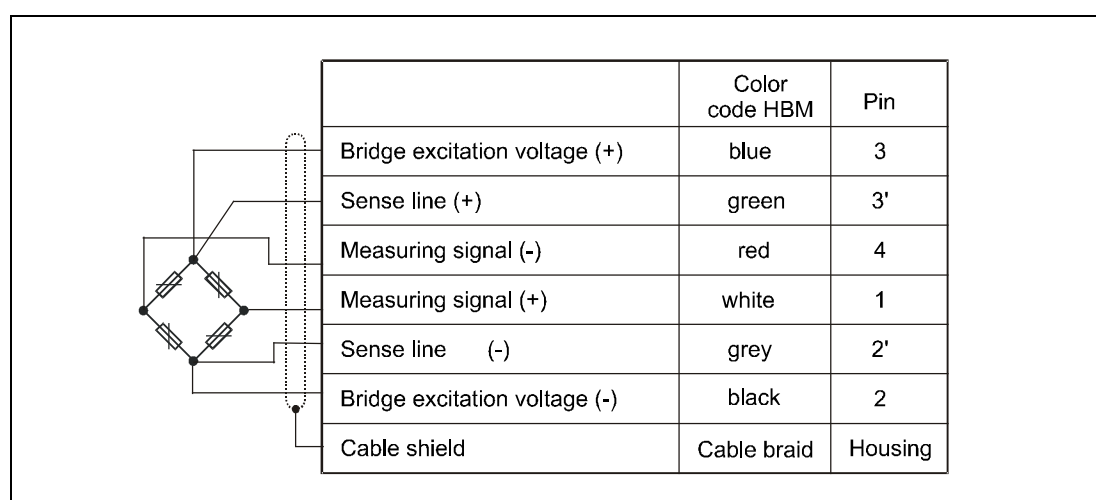 Color
code HBM Pin
Bridge excitation voltage (+) blue 3
Sense line (+) green 3'
Measuring signal (-) red 4
Measuring signal (+) white 1
Sense line (-) grey 2'
Bridge excitation voltage (-) black 2
Cable shield Cable braid Housing